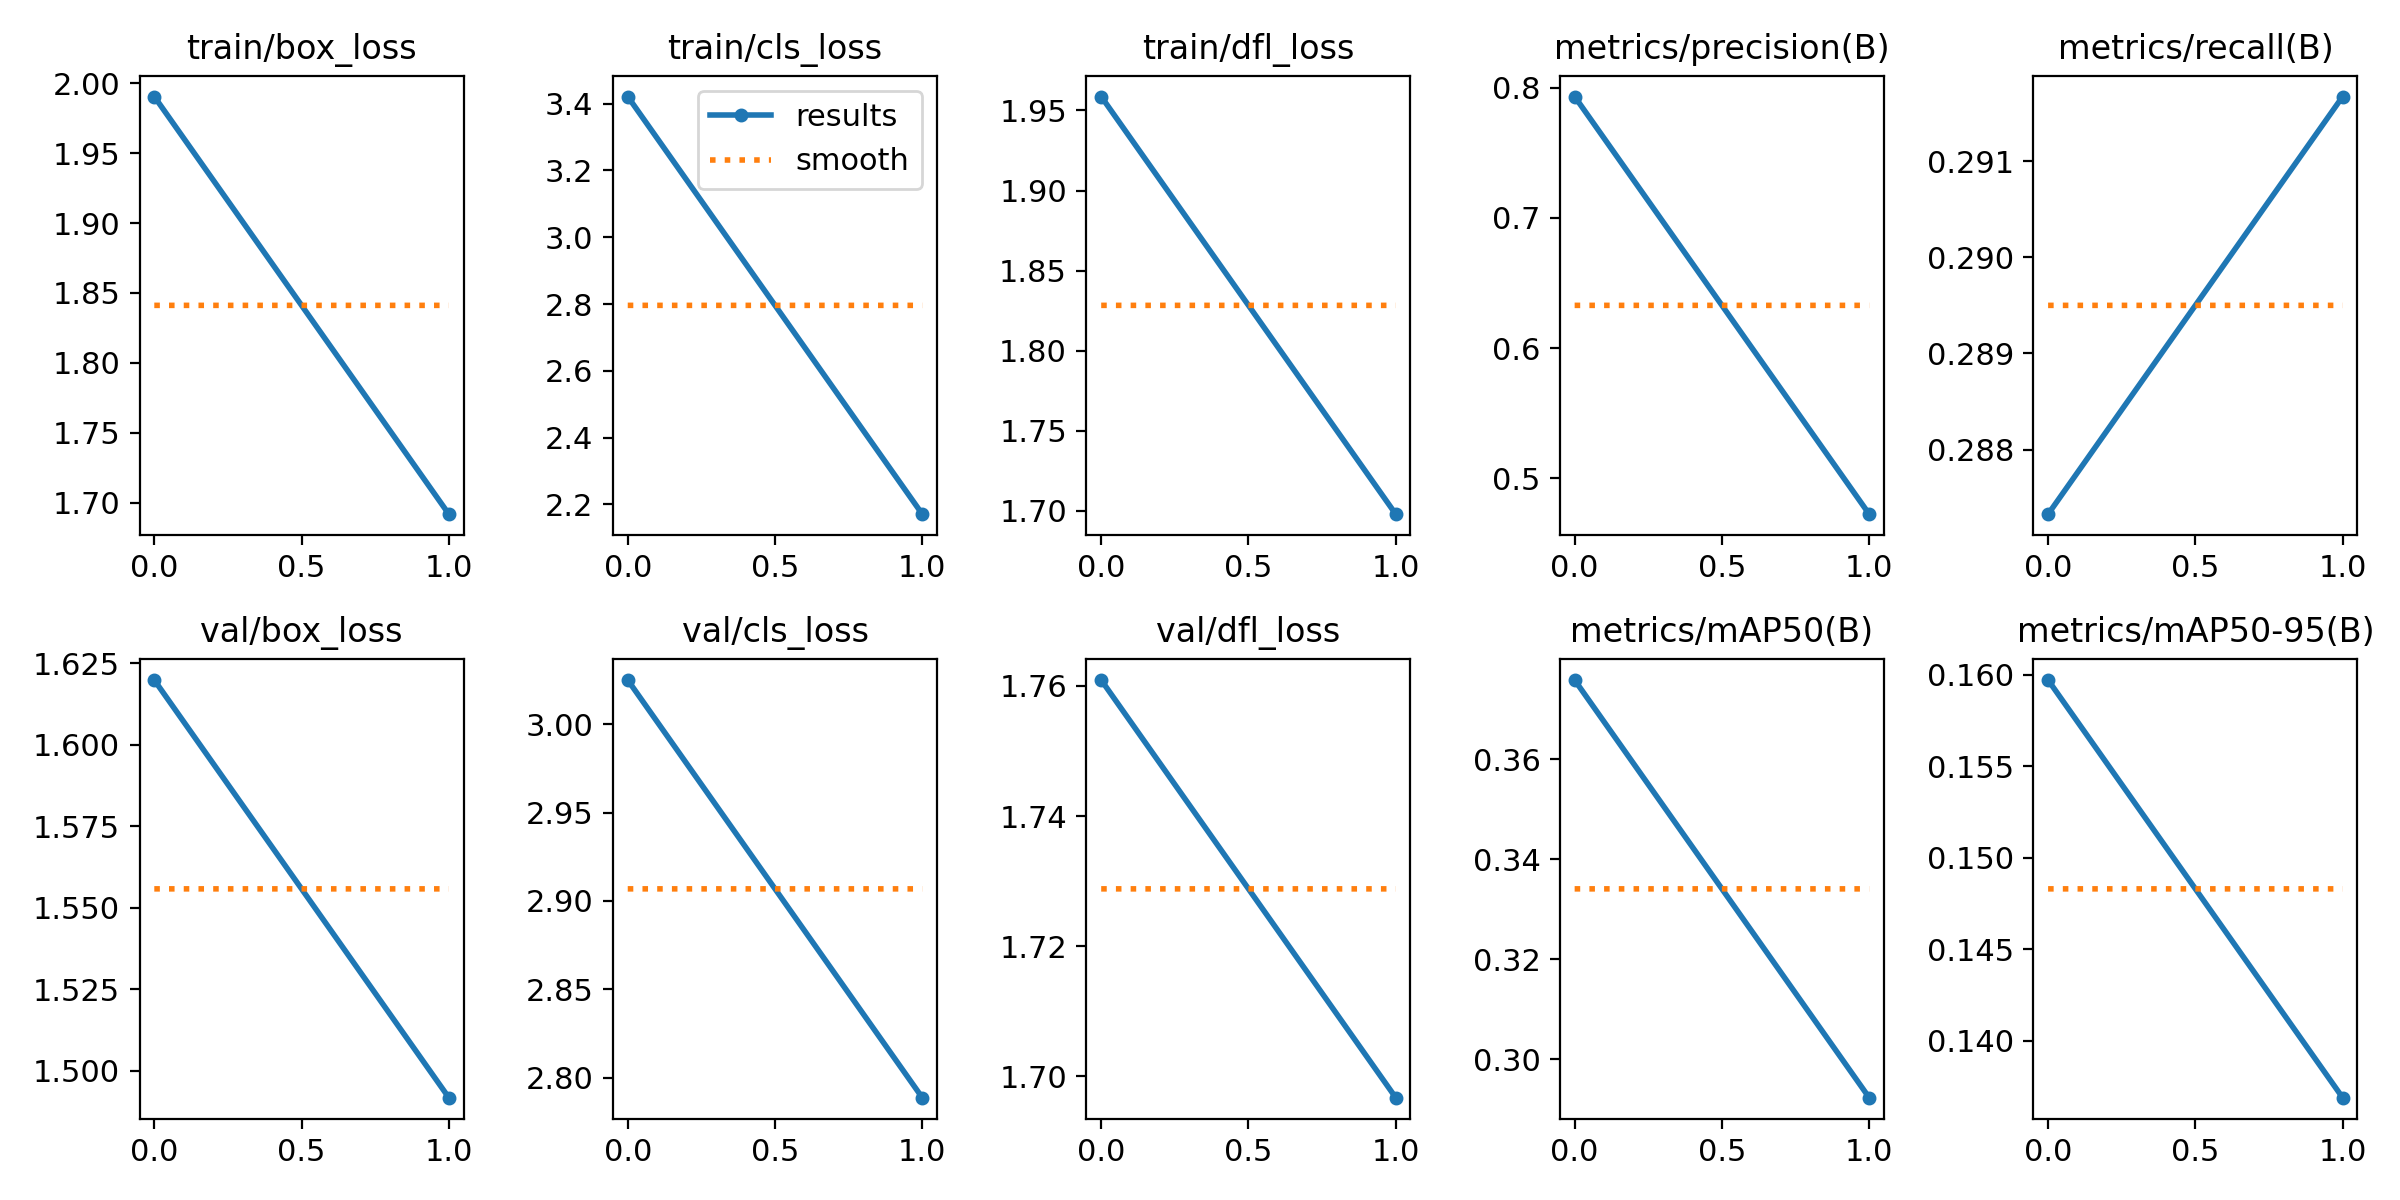 train/box_loss
2.00
1.95
1.90
1.85
1.80
1.75
1.70
0.0 0.5 1.0
train/cls_loss
results
smooth
3.4
3.2
3.0
2.8
2.6
2.4
2.2
0.0 0.5 1.0
train/dfl_loss
1.95
1.90
1.85
1.80
1.75
1.70
0.0 0.5 1.0
metrics/precision(B)
0.8
0.7
0.6
0.5
0.0 0.5 1.0
metrics/recall(B)
0.291
0.290
0.289
0.288
0.0 0.5 1.0
val/box_loss
1.625
1.600
1.575
1.550
1.525
1.500
0.0 0.5 1.0
val/cls_loss
3.00
2.95
2.90
2.85
2.80
0.0 0.5 1.0
val/dfl_loss
1.76
1.74
1.72
1.70
0.0 0.5 1.0
metrics/mAP50(B)
0.36
0.34
0.32
0.30
0.0 0.5 1.0
metrics/mAP50-95(B)
0.160
0.155
0.150
0.145
0.140
0.0 0.5 1.0